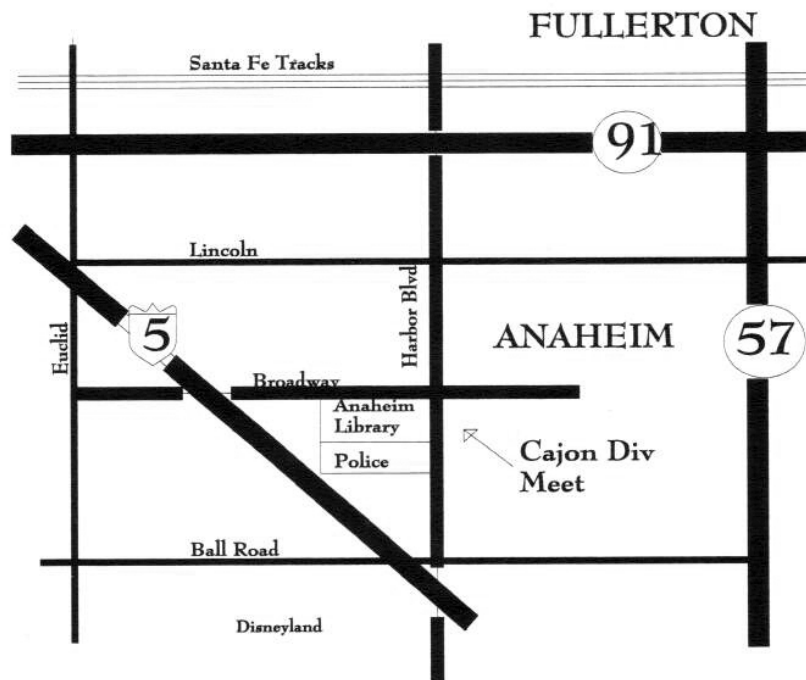 FULLERTON
Santa Fe Tracks
91
Lincoln
Harbor Blvd
Euclid
5
ANAHEIM
57
Broadway
Anaheim
Library
Police
Cajon Div
Meet
Ball Road
Disneyland